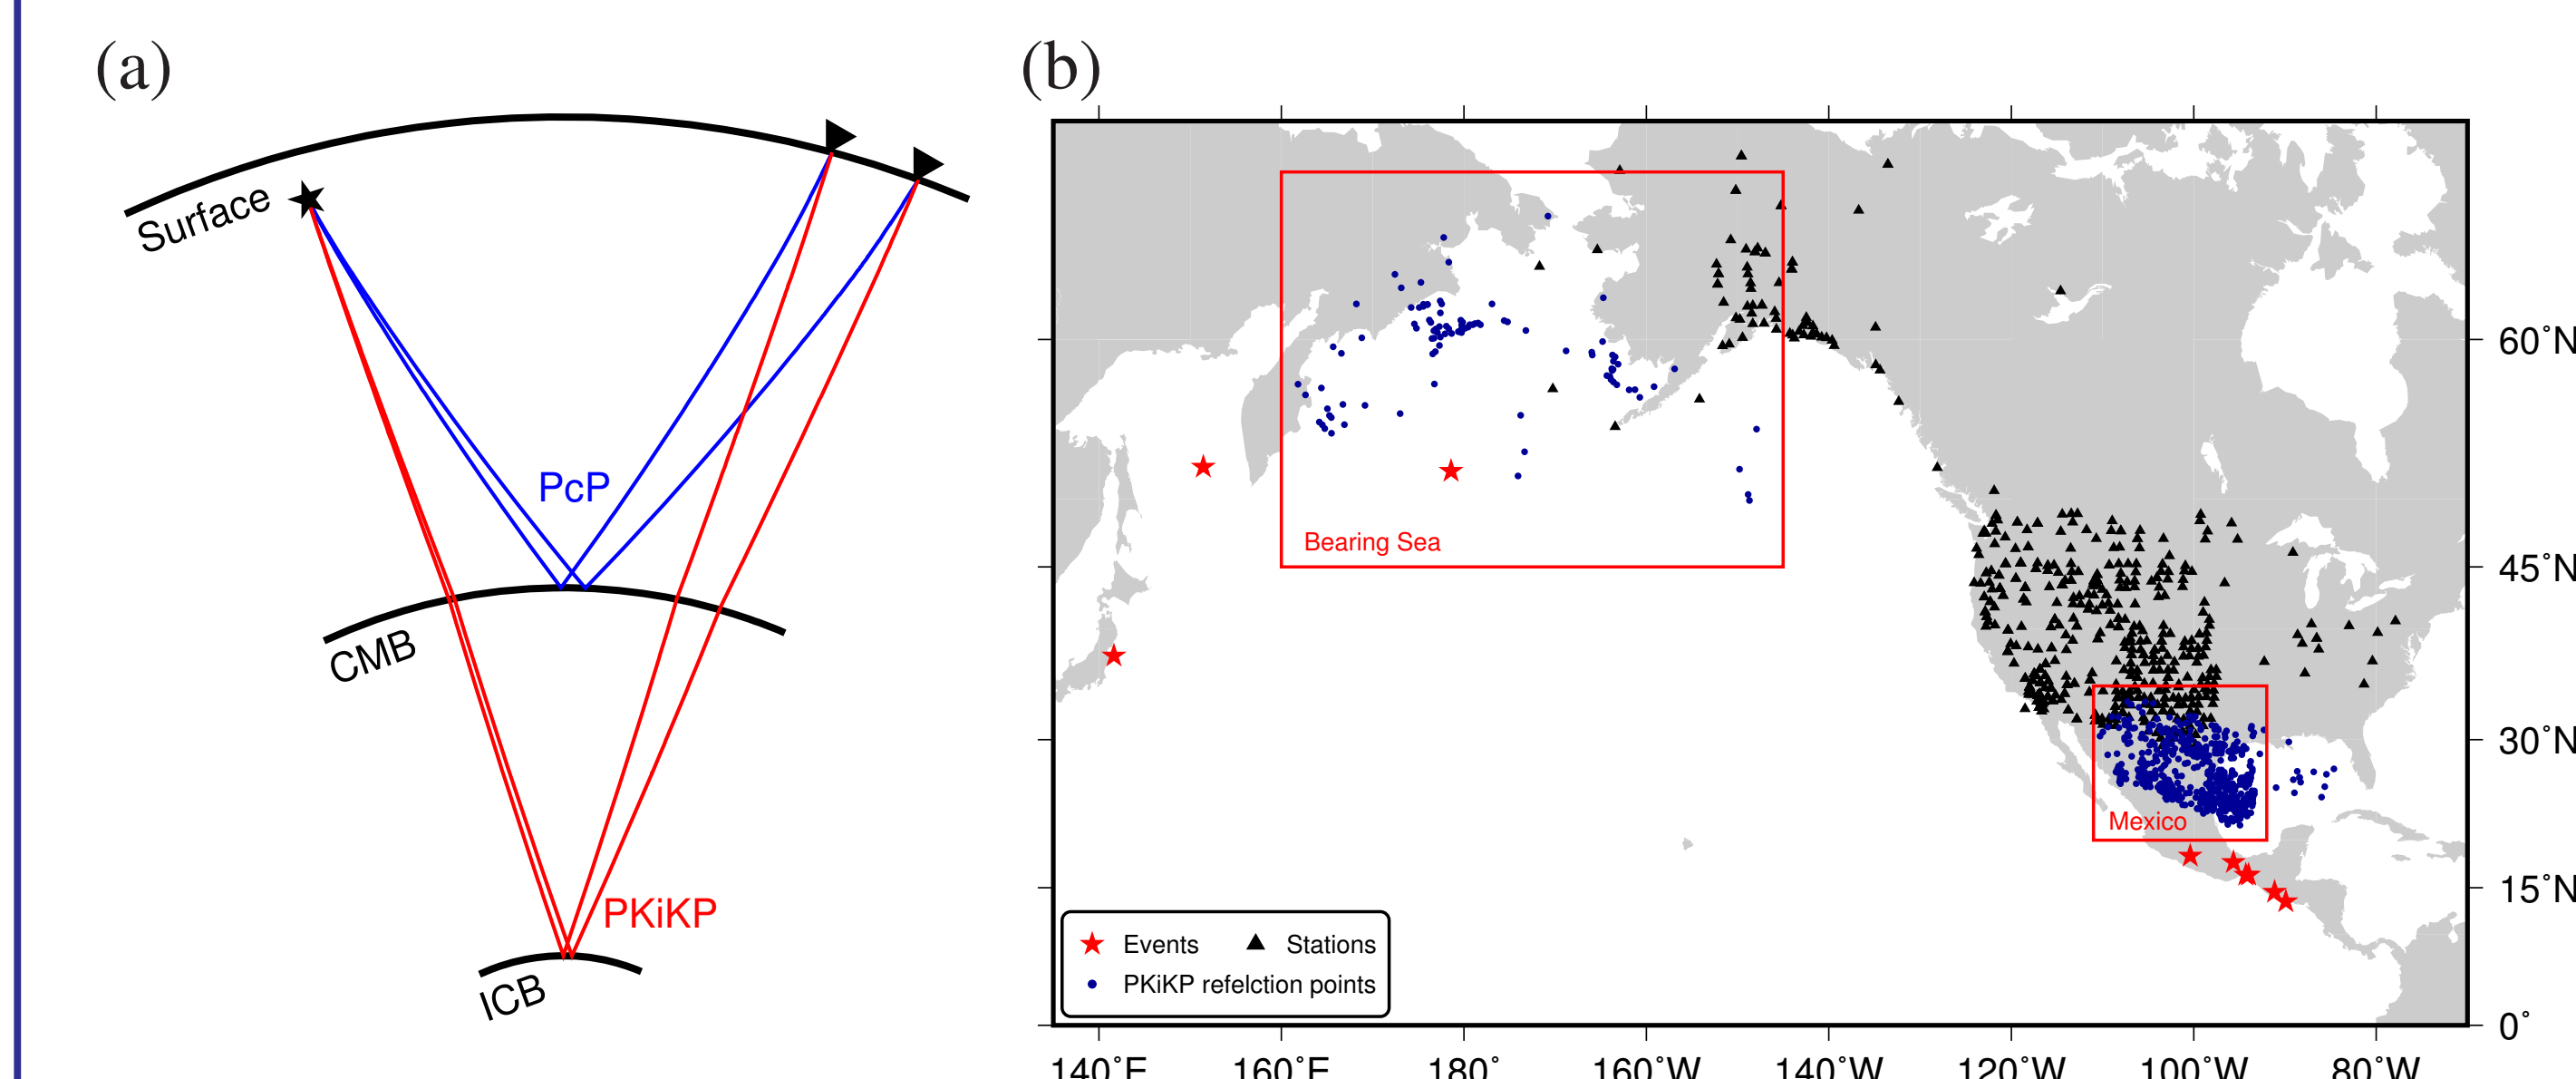 (a)
(b)
Surface
PcP
CMB
PKiKP
ICB
Bearing Sea
Mexico
Events
Stations
PKiKP refelction points
60°N
45°N
30°N
15°N
0°
140°E 160°E 180° 160°W 140°W 120°W 100°W 80°W